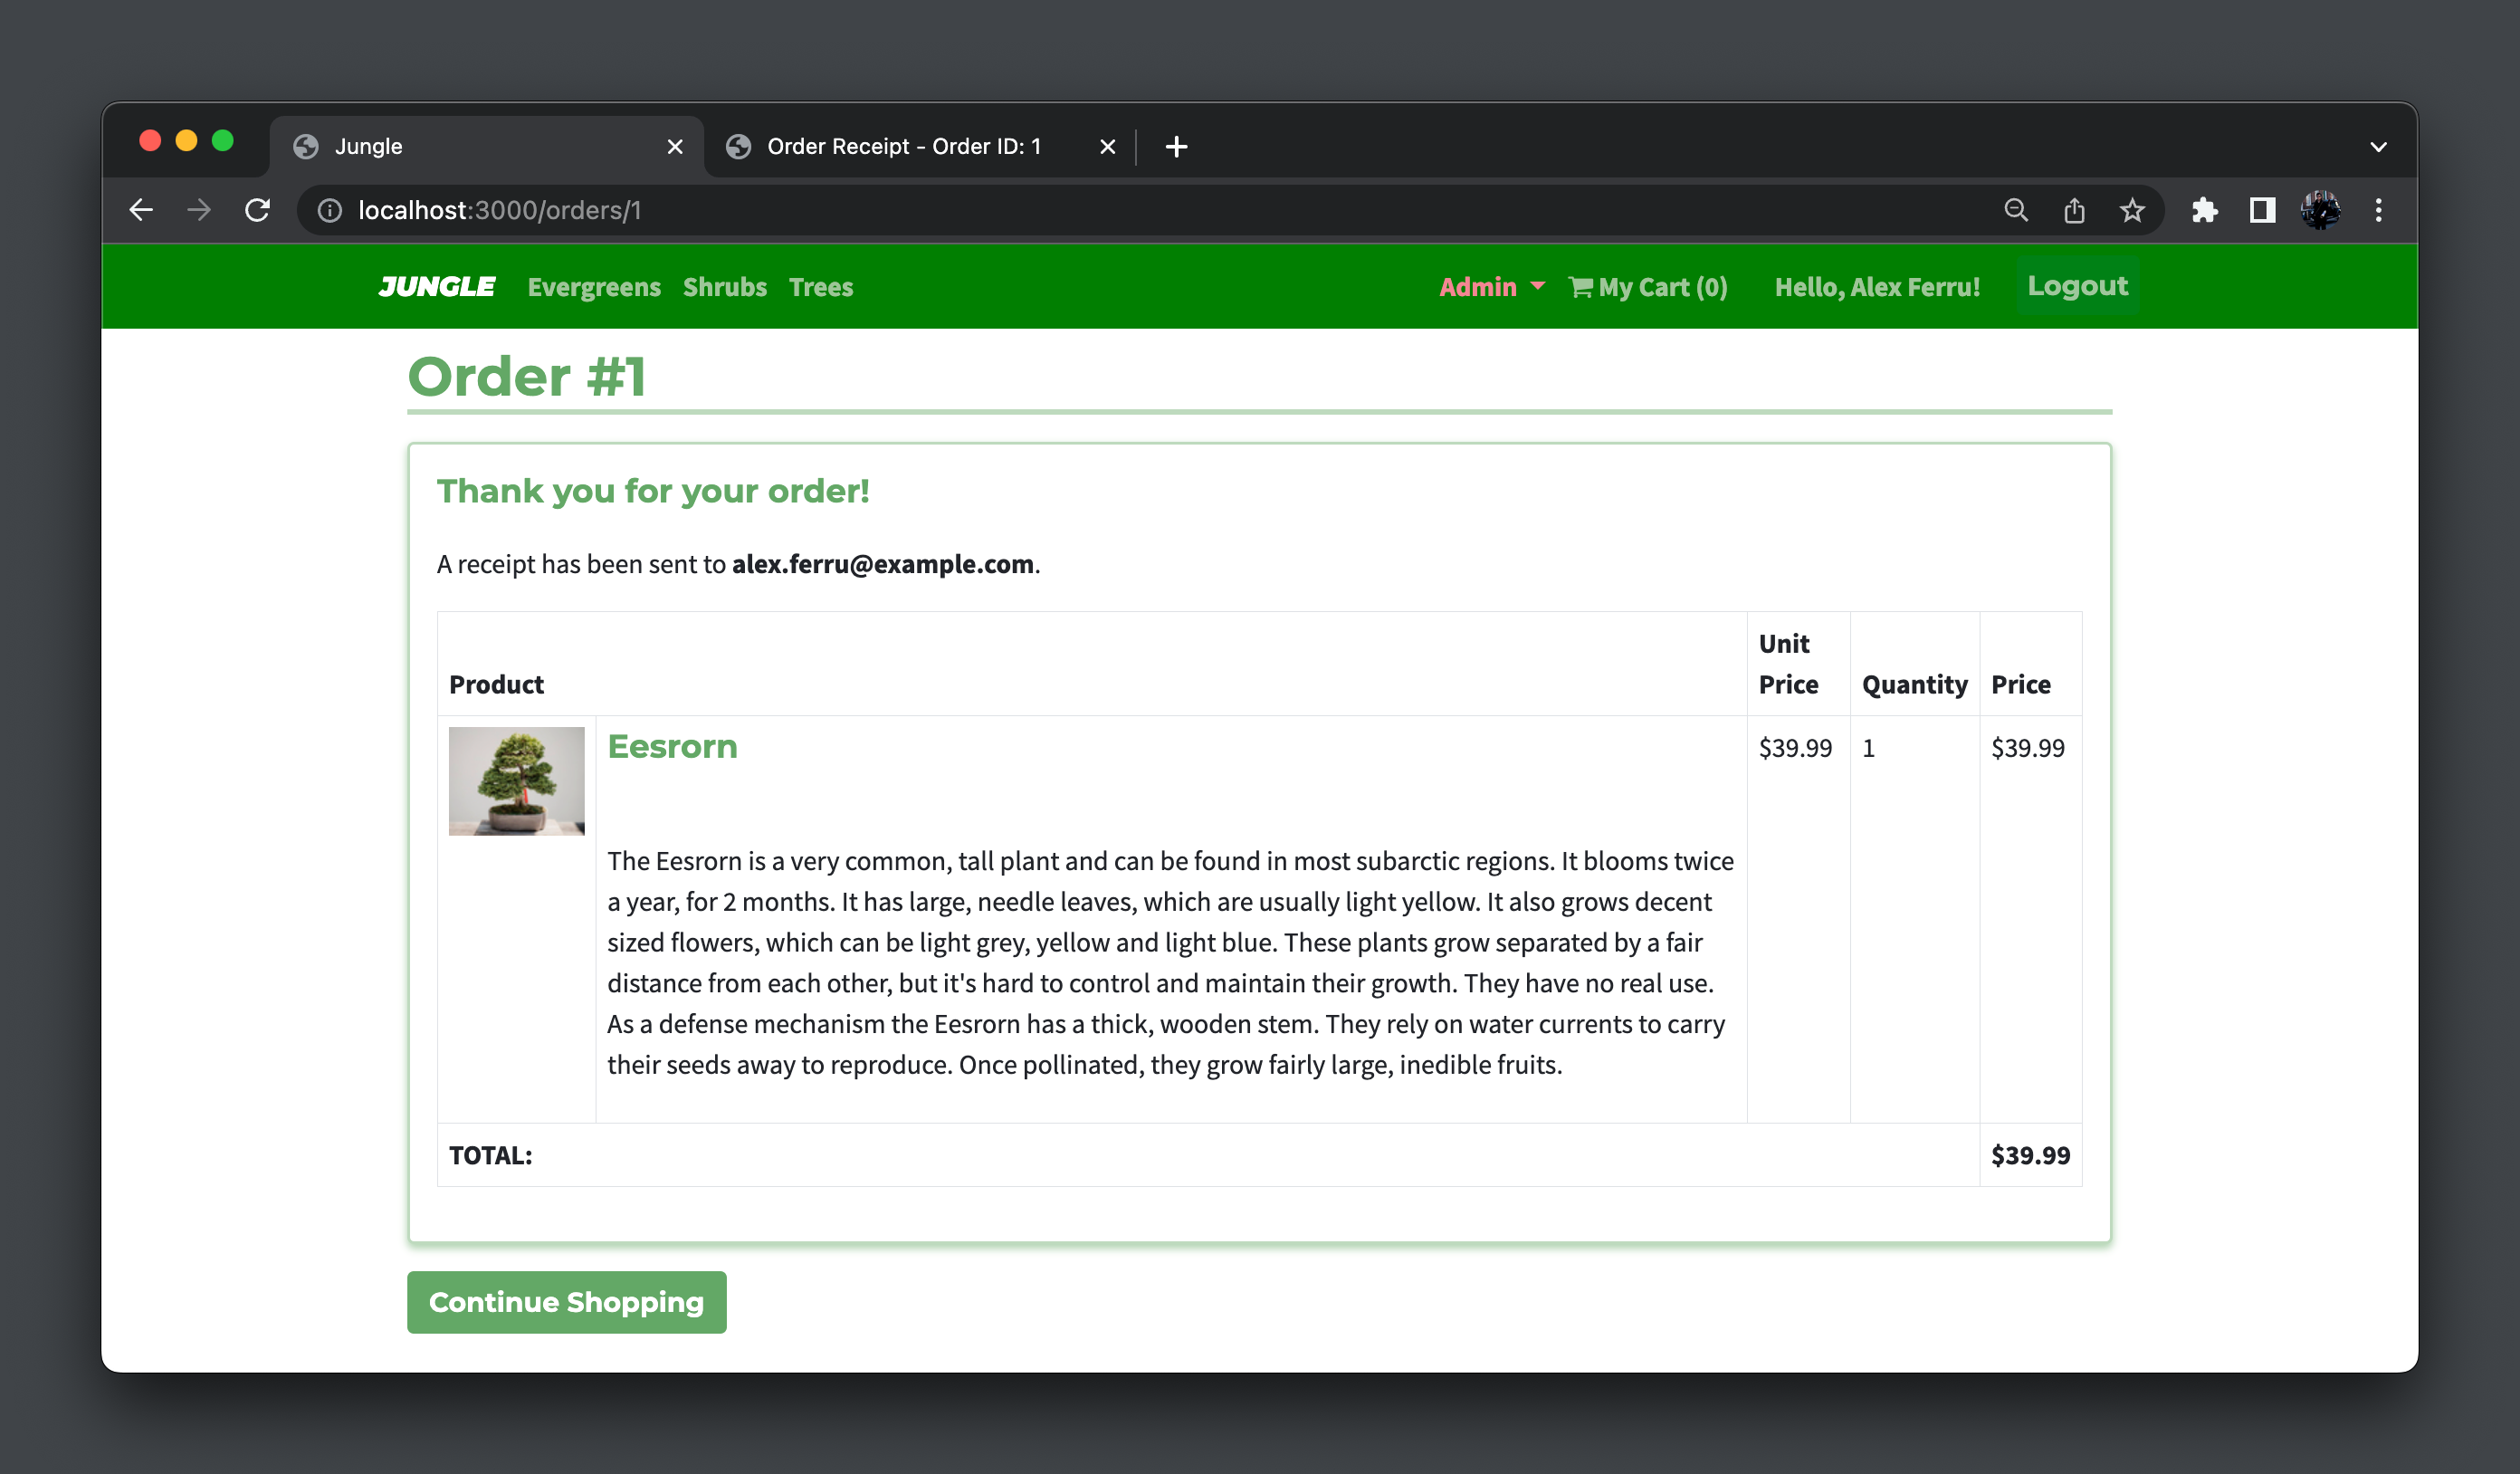 Jungle
Order Receipt - Order ID: 1
localhost:3000/orders/1
JUNGLE Evergreens Shrubs Trees Admin My Cart (0) Hello, Alex Ferru! Logout
Order #1
Thank you for your order!
A receipt has been sent to alex.ferru@example.com.
Product Unit Price Quantity Price
Eesrorn $39.99 1 $39.99
The Eesrorn is a very common, tall plant and can be found in most subarctic regions. It blooms twice
a year, for 2 months. It has large, needle leaves, which are usually light yellow. It also grows decent
sized flowers, which can be light grey, yellow and light blue. These plants grow separated by a fair
distance from each other, but it's hard to control and maintain their growth. They have no real use.
As a defense mechanism the Eesrorn has a thick, wooden stem. They rely on water currents to carry
their seeds away to reproduce. Once pollinated, they grow fairly large, inedible fruits.
TOTAL: $39.99
Continue Shopping